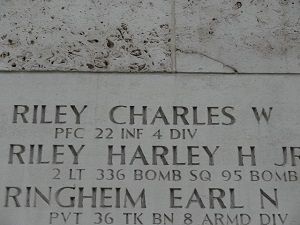 RILEY CHARLES W
PFC 22 INF 4 DIV
RILEY HARLEY H JR
2 LT 336 BOMB SQ 95 BOMB
RINGHEIM EARL N
PVT 36 TK BN 8 ARMD DIV